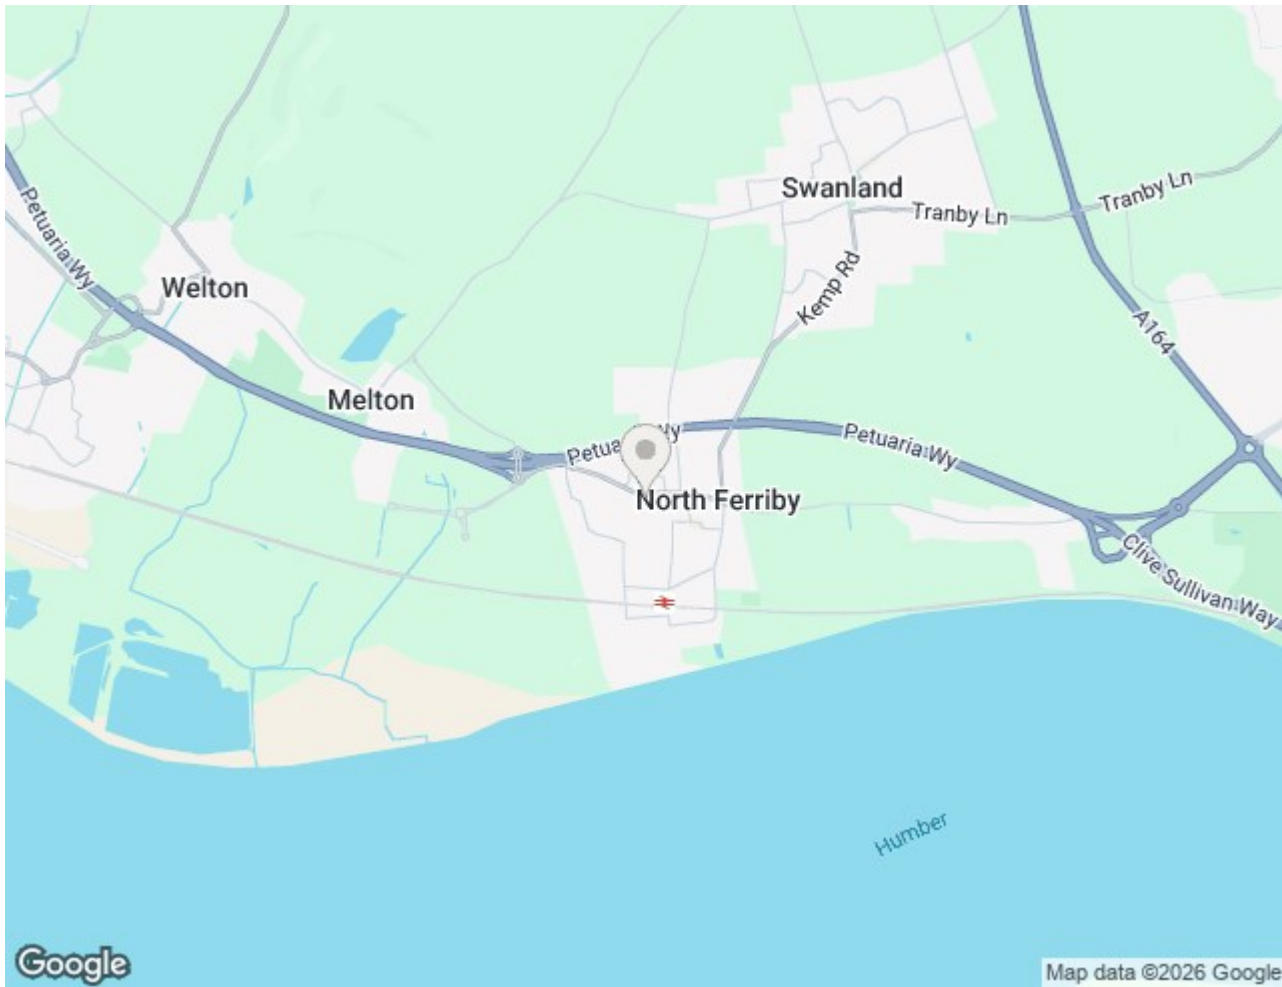 Swanland
Tranby Ln
Tranby Ln
Petuaria Wy
Welton
Kemp Rd
A164
Melton
Petuaria Wy
Petuaria Wy
North Ferriby
Clive Sullivan Way
Humber
Google
Map data ©2026 Google